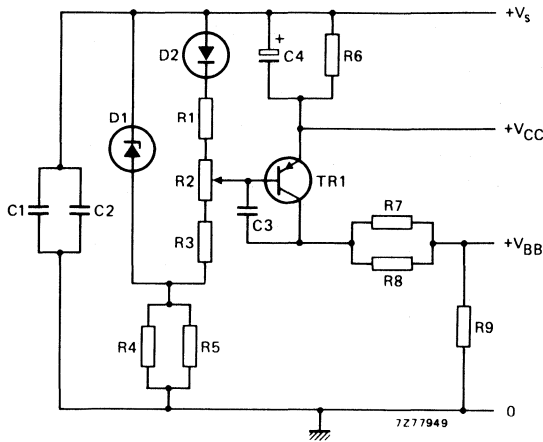 +Vs
D2
+
C4
R6
D1
R1
+VCC
R2
TR1
C1
C2
C3
R7
R3
+VBB
R8
R4
R5
R9
0
7Z77949